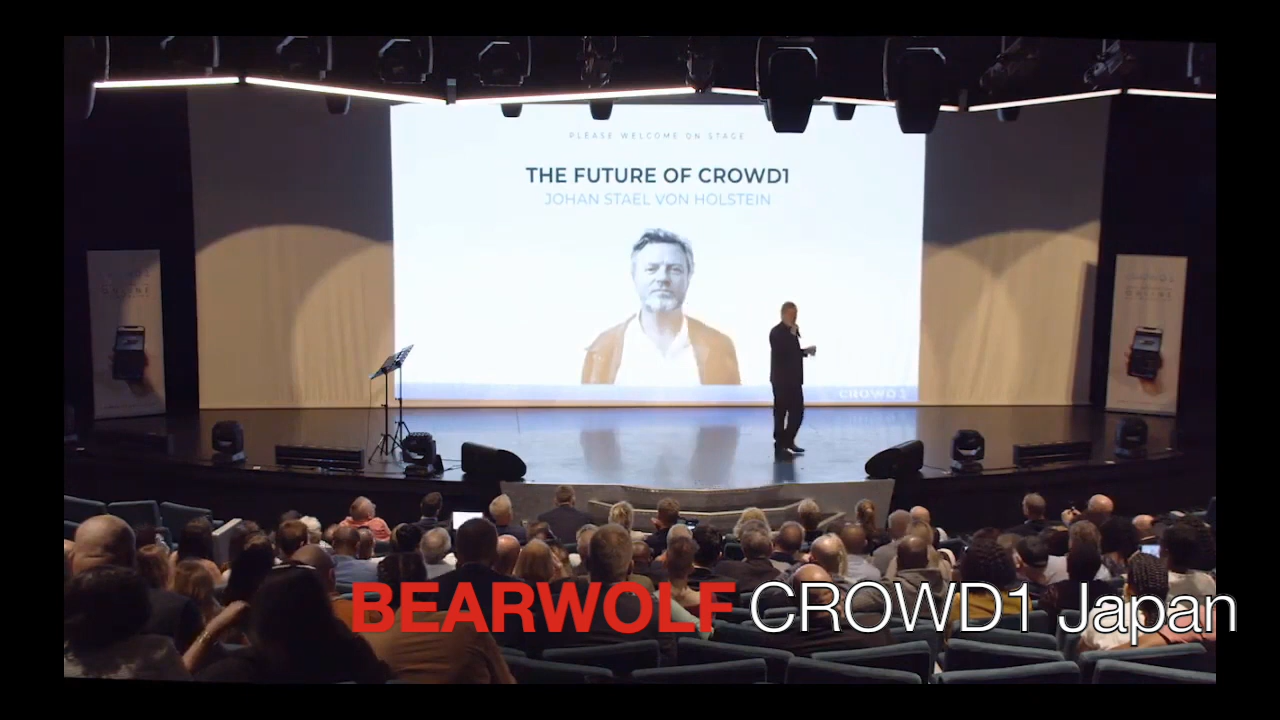 PLEASE WELCOME ON STAGE
THE FUTURE OF CROWD1
JOHAN STAEL VON HOLSTEIN
CROWD1
BEARWOLF CROWD1 Japan